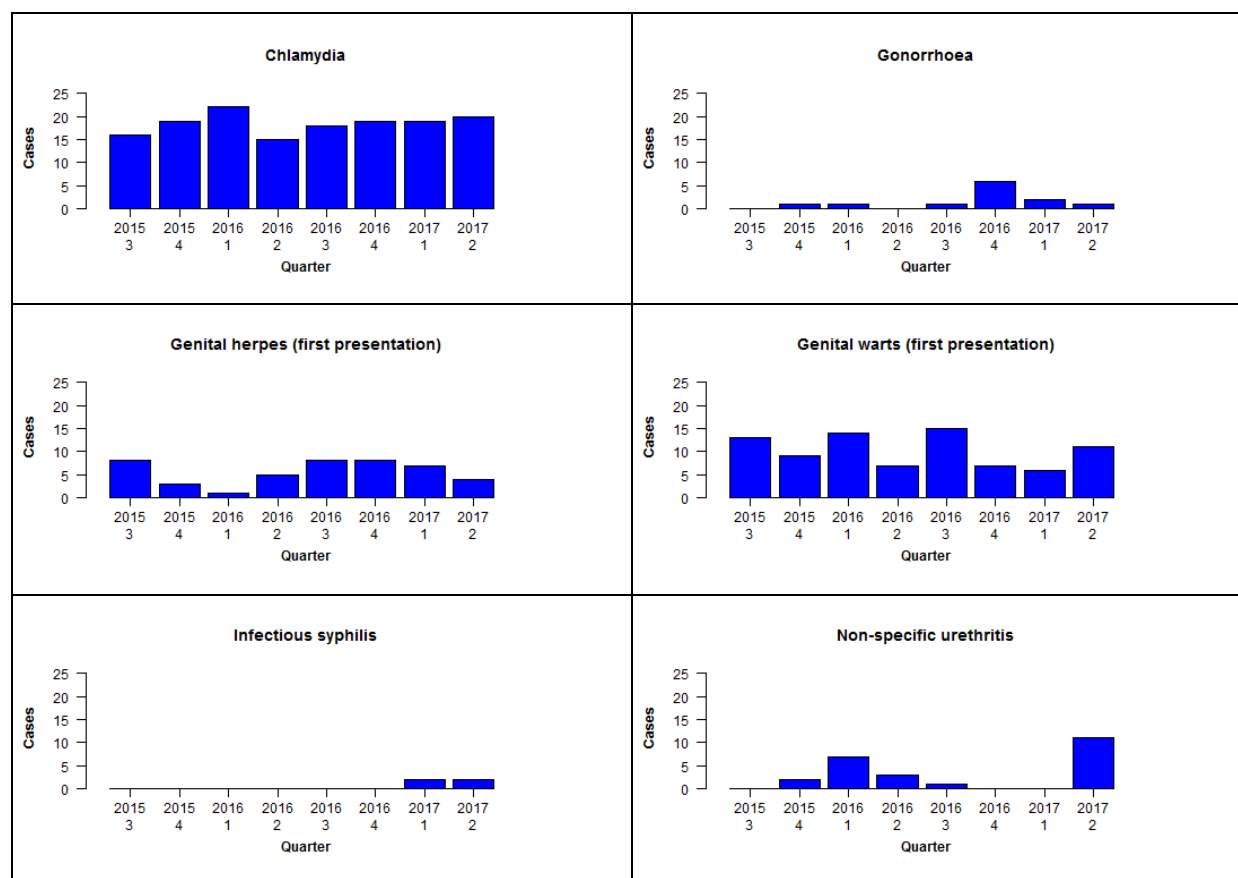 Chlamydia
Cases
25
20
15
10
5
0
2015 2015 2016 2016 2016 2016 2017 2017
3 4 1 2 3 4 1 2
Quarter
Gonorrhoea
Cases
25
20
15
10
5
0
2015 2015 2016 2016 2016 2016 2017 2017
3 4 1 2 3 4 1 2
Quarter
Genital herpes (first presentation)
Cases
25
20
15
10
5
0
2015 2015 2016 2016 2016 2016 2017 2017
3 4 1 2 3 4 1 2
Quarter
Genital warts (first presentation)
Cases
25
20
15
10
5
0
2015 2015 2016 2016 2016 2016 2017 2017
3 4 1 2 3 4 1 2
Quarter
Infectious syphilis
Cases
25
20
15
10
5
0
2015 2015 2016 2016 2016 2016 2017 2017
3 4 1 2 3 4 1 2
Quarter
Non-specific urethritis
Cases
25
20
15
10
5
0
2015 2015 2016 2016 2016 2016 2017 2017
3 4 1 2 3 4 1 2
Quarter